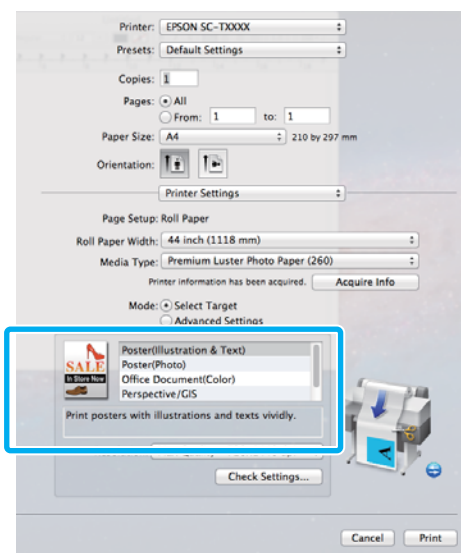 Printer: EPSON SC-TXXXX
Presets: Default Settings
Copies: 1
Pages: All
From: 1 to: 1
Paper Size: A4 210 by 297 mm
Orientation:
Printer Settings
Page Setup: Roll Paper
Roll Paper Width: 44 inch (1118 mm)
Media Type: Premium Luster Photo Paper (260)
Printer information has been acquired. Acquire Info
Mode: Select Target
Advanced Settings
SALE
In Store Now
Poster(Illustration & Text)
Poster(Photo)
Office Document(Color)
Perspective/GIS
Print posters with illustrations and texts vividly.
Check Settings...
Cancel Print